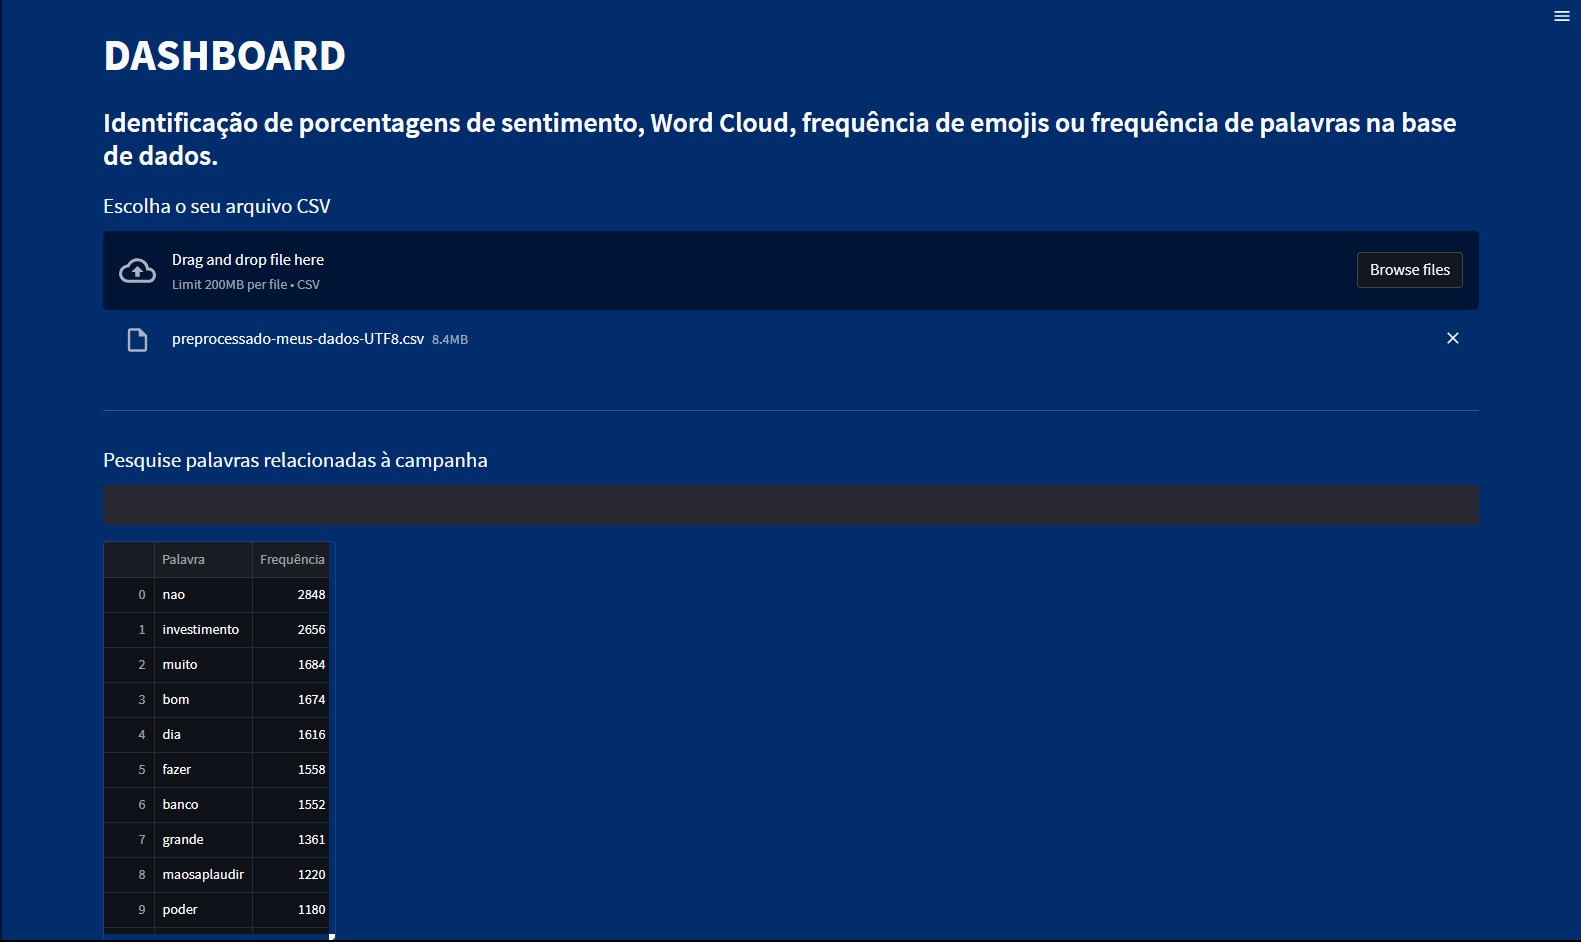 DASHBOARD
Identificação de porcentagens de sentimento, Word Cloud, frequência de emojis ou frequência de palavras na base
de dados.
Escolha o seu arquivo CSV
Drag and drop file here
Limit 200MB per file • CSV
Browse files
preprocessado-meus-dados-UTF8.csv 8.4MB
Pesquise palavras relacionadas à campanha
Palavra Frequência
0 nao 2848
1 investimento 2656
2 muito 1684
3 bom 1674
4 dia 1616
5 fazer 1558
6 banco 1552
7 grande 1361
8 maosaplaudir 1220
9 poder 1180